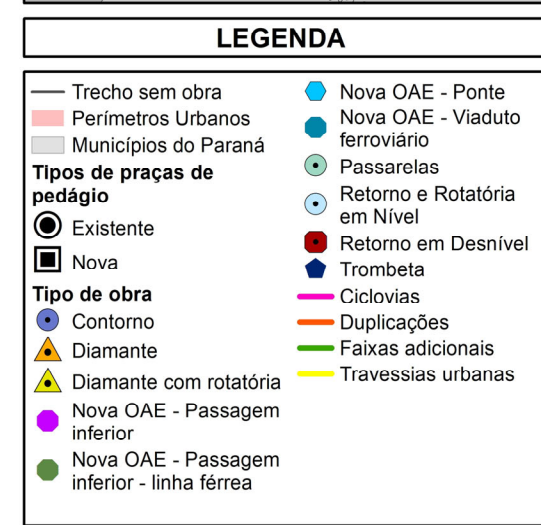 LEGENDA
Trecho sem obra
Perímetros Urbanos
Municípios do Paraná
Tipos de praças de
pedágio
Existente
Nova
Tipo de obra
Contorno
Diamante
Diamante com rotatória
Nova OAE - Passagem
inferior
Nova OAE - Passagem
inferior - linha férrea
Nova OAE - Ponte
Nova OAE - Viaduto
ferroviário
Passarelas
Retorno e Rotatória
em Nível
Retorno em Desnível
Trombeta
Ciclovias
Duplicações
Faixas adicionais
Travessias urbanas